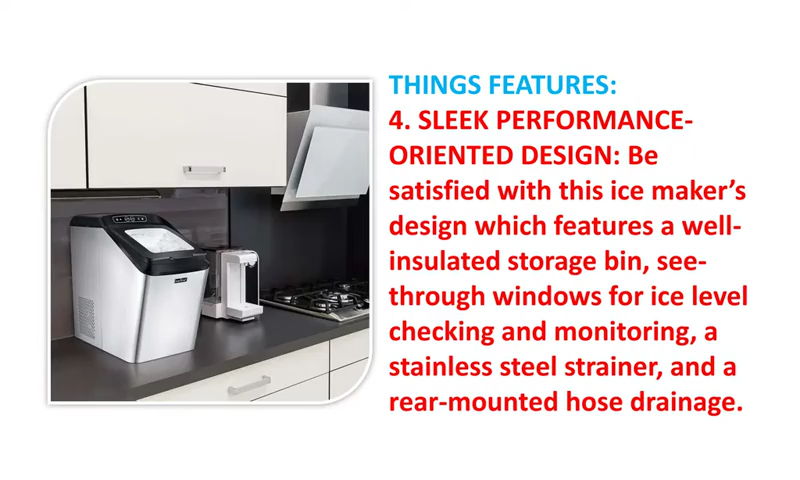 THINGS FEATURES:
4. SLEEK PERFORMANCE-
ORIENTED DESIGN: Be
satisfied with this ice maker's
design which features a well-
insulated storage bin, see-
through windows for ice level
checking and monitoring, a
stainless steel strainer, and a
rear-mounted hose drainage.